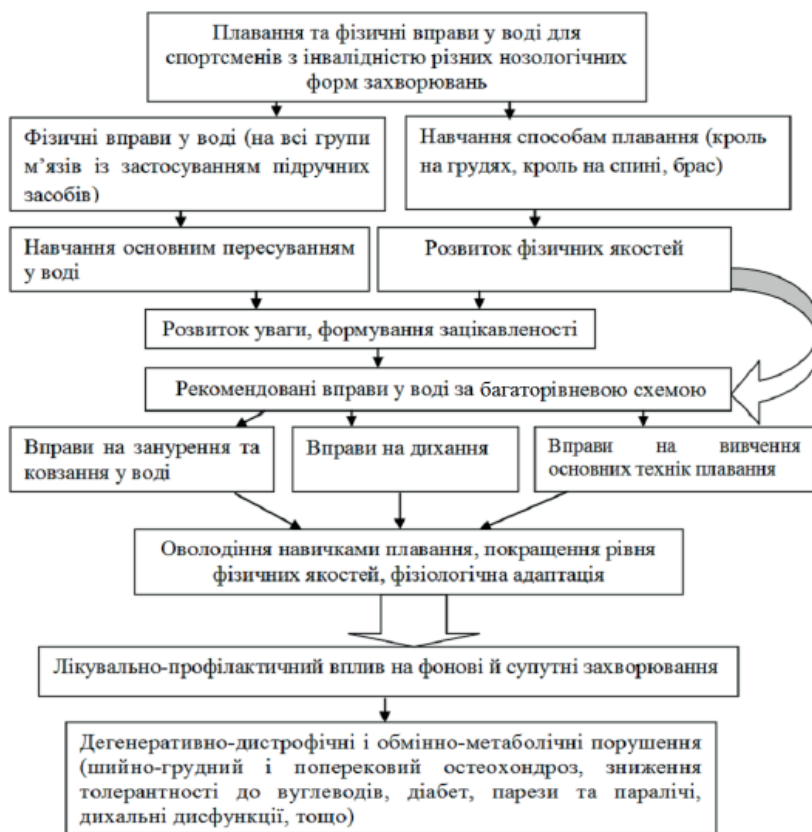 Плавання та фізичні вправи у воді для
спортсменів з інвалідністю різних нозологічних
форм захворювань
Фізичні вправи у воді (на всі групи
м’язів із застосуванням підручних
засобів)
Навчання способам плавання (кроль
на грудях, кроль на спині, брас)
Навчання основним пересуванням
у воді
Розвиток фізичних якостей
Розвиток уваги, формування зацікавленості
Рекомендовані вправи у воді за багаторівневою схемою
Вправи на занурення та
ковзання у воді
Вправи на дихання
Вправи на вивчення
основних технік плавання
Оволодіння навичками плавання, покращення рівня
фізичних якостей, фізіологічна адаптація
Лікувально-профілактичний вплив на фонові й супутні захворювання
Дегенеративно-дистрофічні і обмінно-метаболічні порушення
(шийно-грудний і поперековий остеохондроз, зниження
толерантності до вуглеводів, діабет, парези та паралічі,
дихальні дисфункції, тощо)